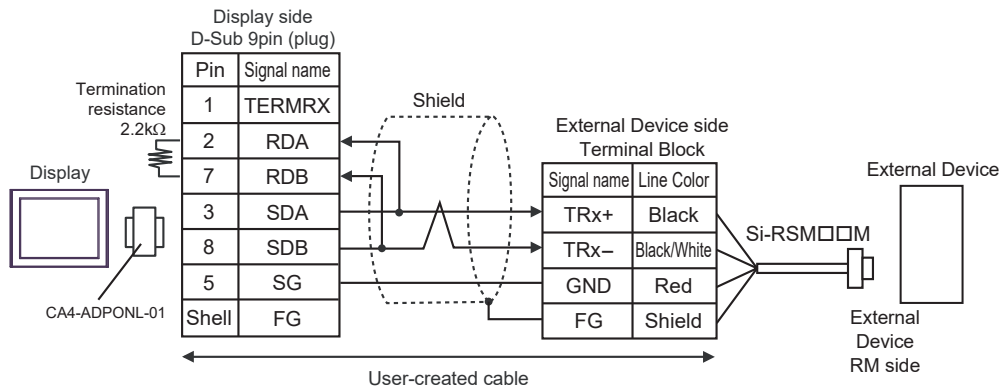 Display side
D-Sub 9pin (plug)
Pin Signal name
1 TERMRX
Termination
resistance
2.2kΩ
2 RDA
7 RDB
3 SDA
8 SDB
5 SG
Shell FG
Display
CA4-ADPONL-01
Shield
External Device side
Terminal Block
Signal name Line Color
TRx+ Black
TRx– Black/White
GND Red
FG Shield
Si-RSM□□M
External Device
External
Device
RM side
User-created cable